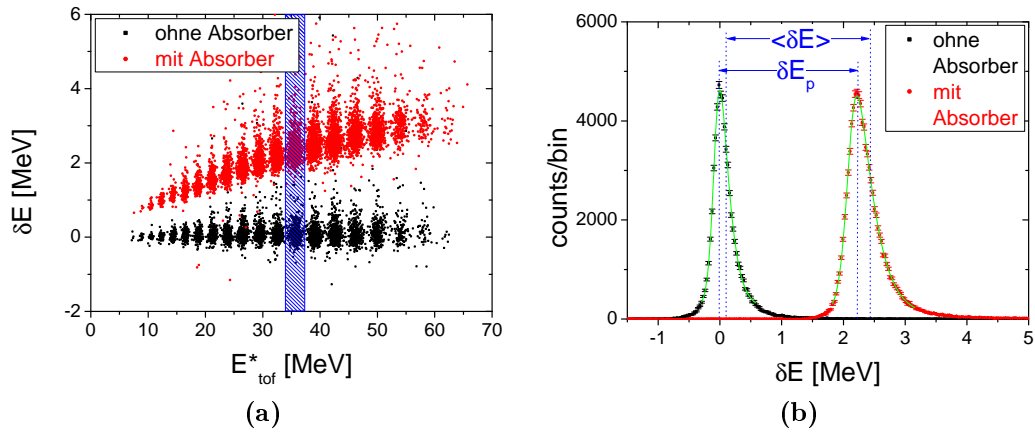 6
4
2
0
-2
δE [MeV]
ohne Absorber
mit Absorber
0 10 20 30 40 50 60 70
E*tof [MeV]
(a)
6000
4000
2000
0
counts/bin
<δE>
δEp
ohne
Absorber
mit
Absorber
-1 0 1 2 3 4 5
δE [MeV]
(b)